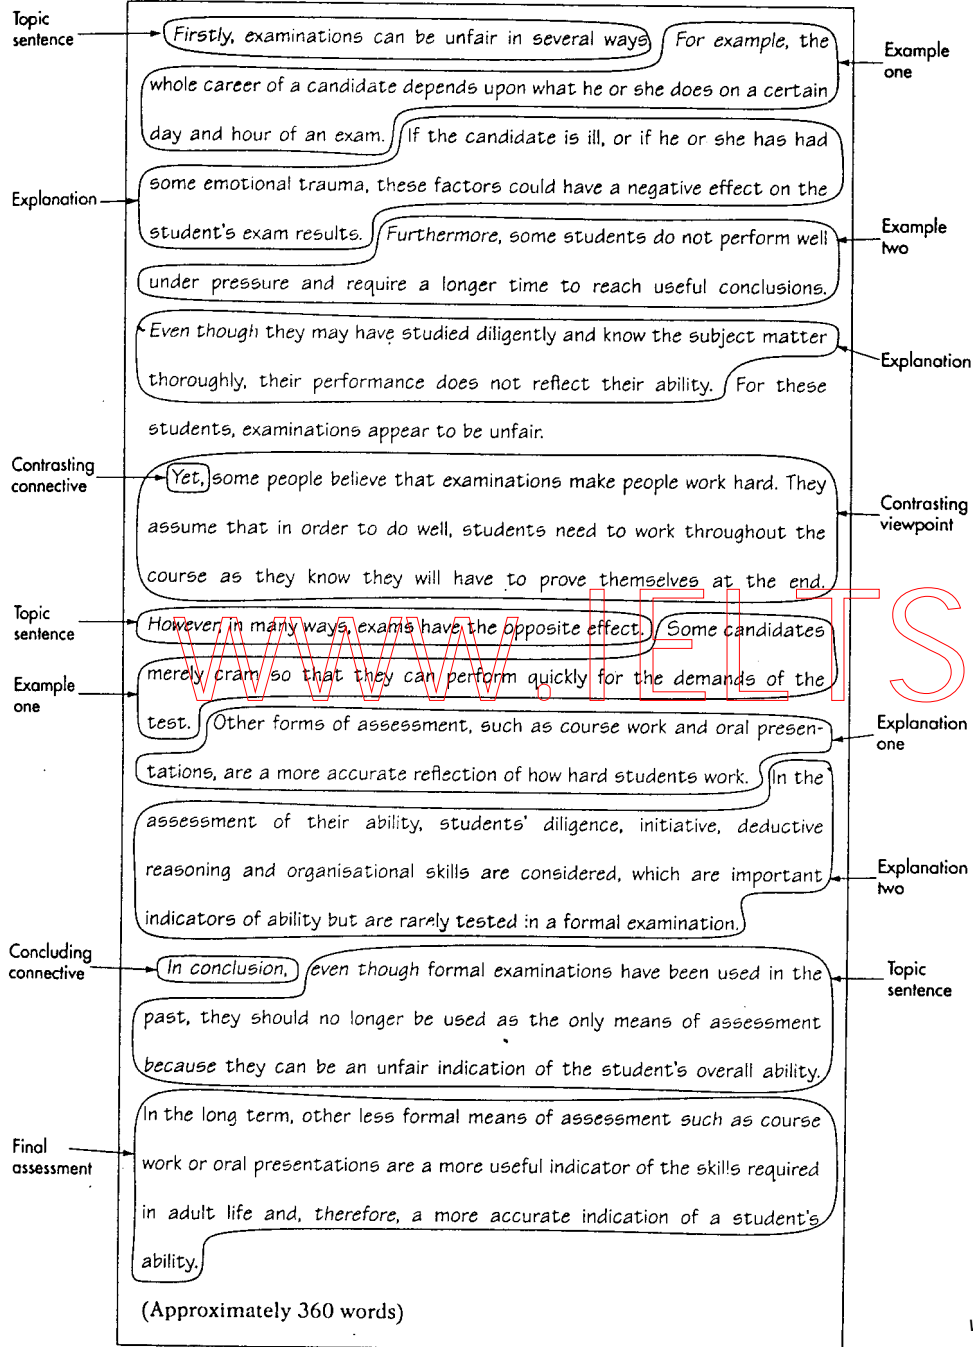 Topic
sentence
Firstly, examinations can be unfair in several ways. For example, the
Example
one
whole career of a candidate depends upon what he or she does on a certain
day and hour of an exam. If the candidate is ill, or if he or she has had
Explanation
some emotional trauma, these factors could have a negative effect on the
student's exam results. Furthermore, some students do not perform well
Example
two
under pressure and require a longer time to reach useful conclusions.
Even though they may have studied diligently and know the subject matter
Explanation
thoroughly, their performance does not reflect their ability. For these
students, examinations appear to be unfair.
Contrasting
connective
Yet, some people believe that examinations make people work hard. They
Contrasting
viewpoint
assume that in order to do well, students need to work throughout the
course as they know they will have to prove themselves at the end.
Topic
sentence
However, in many ways, exams have the opposite effect. Some candidates
WWW.IELTS
Example
one
merely cram so that they can perform quickly for the demands of the
test. Other forms of assessment, such as course work and oral presen-
Explanation
one
tations, are a more accurate reflection of how hard students work. In the
assessment of their ability, students' diligence, initiative, deductive
reasoning and organisational skills are considered, which are important
Explanation
two
indicators of ability but are rarely tested in a formal examination.
Concluding
connective
In conclusion, even though formal examinations have been used in the
Topic
sentence
past, they should no longer be used as the only means of assessment
because they can be an unfair indication of the student's overall ability.
In the long term, other less formal means of assessment such as course
Final
assessment
work or oral presentations are a more useful indicator of the skills required
in adult life and, therefore, a more accurate indication of a student's
ability.
(Approximately 360 words)